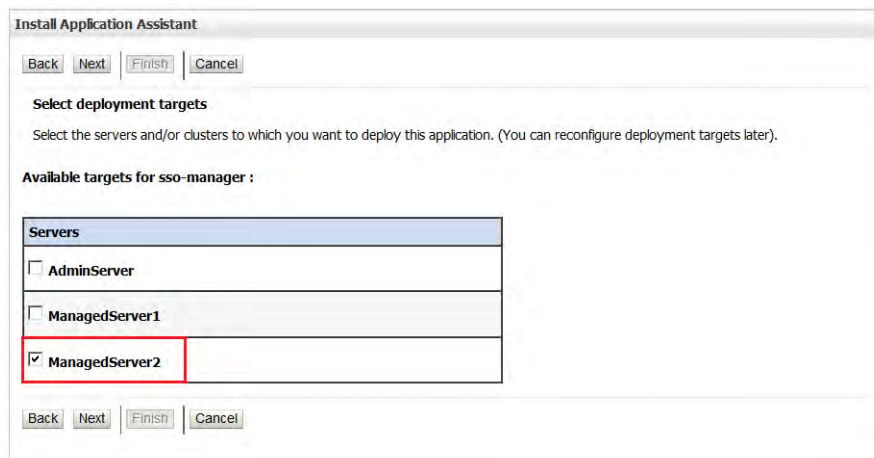 Install Application Assistant
Back Next Finish Cancel
Select deployment targets
Select the servers and/or clusters to which you want to deploy this application. (You can reconfigure deployment targets later).
Available targets for sso-manager :
Servers
AdminServer
ManagedServer1
ManagedServer2
Back Next Finish Cancel